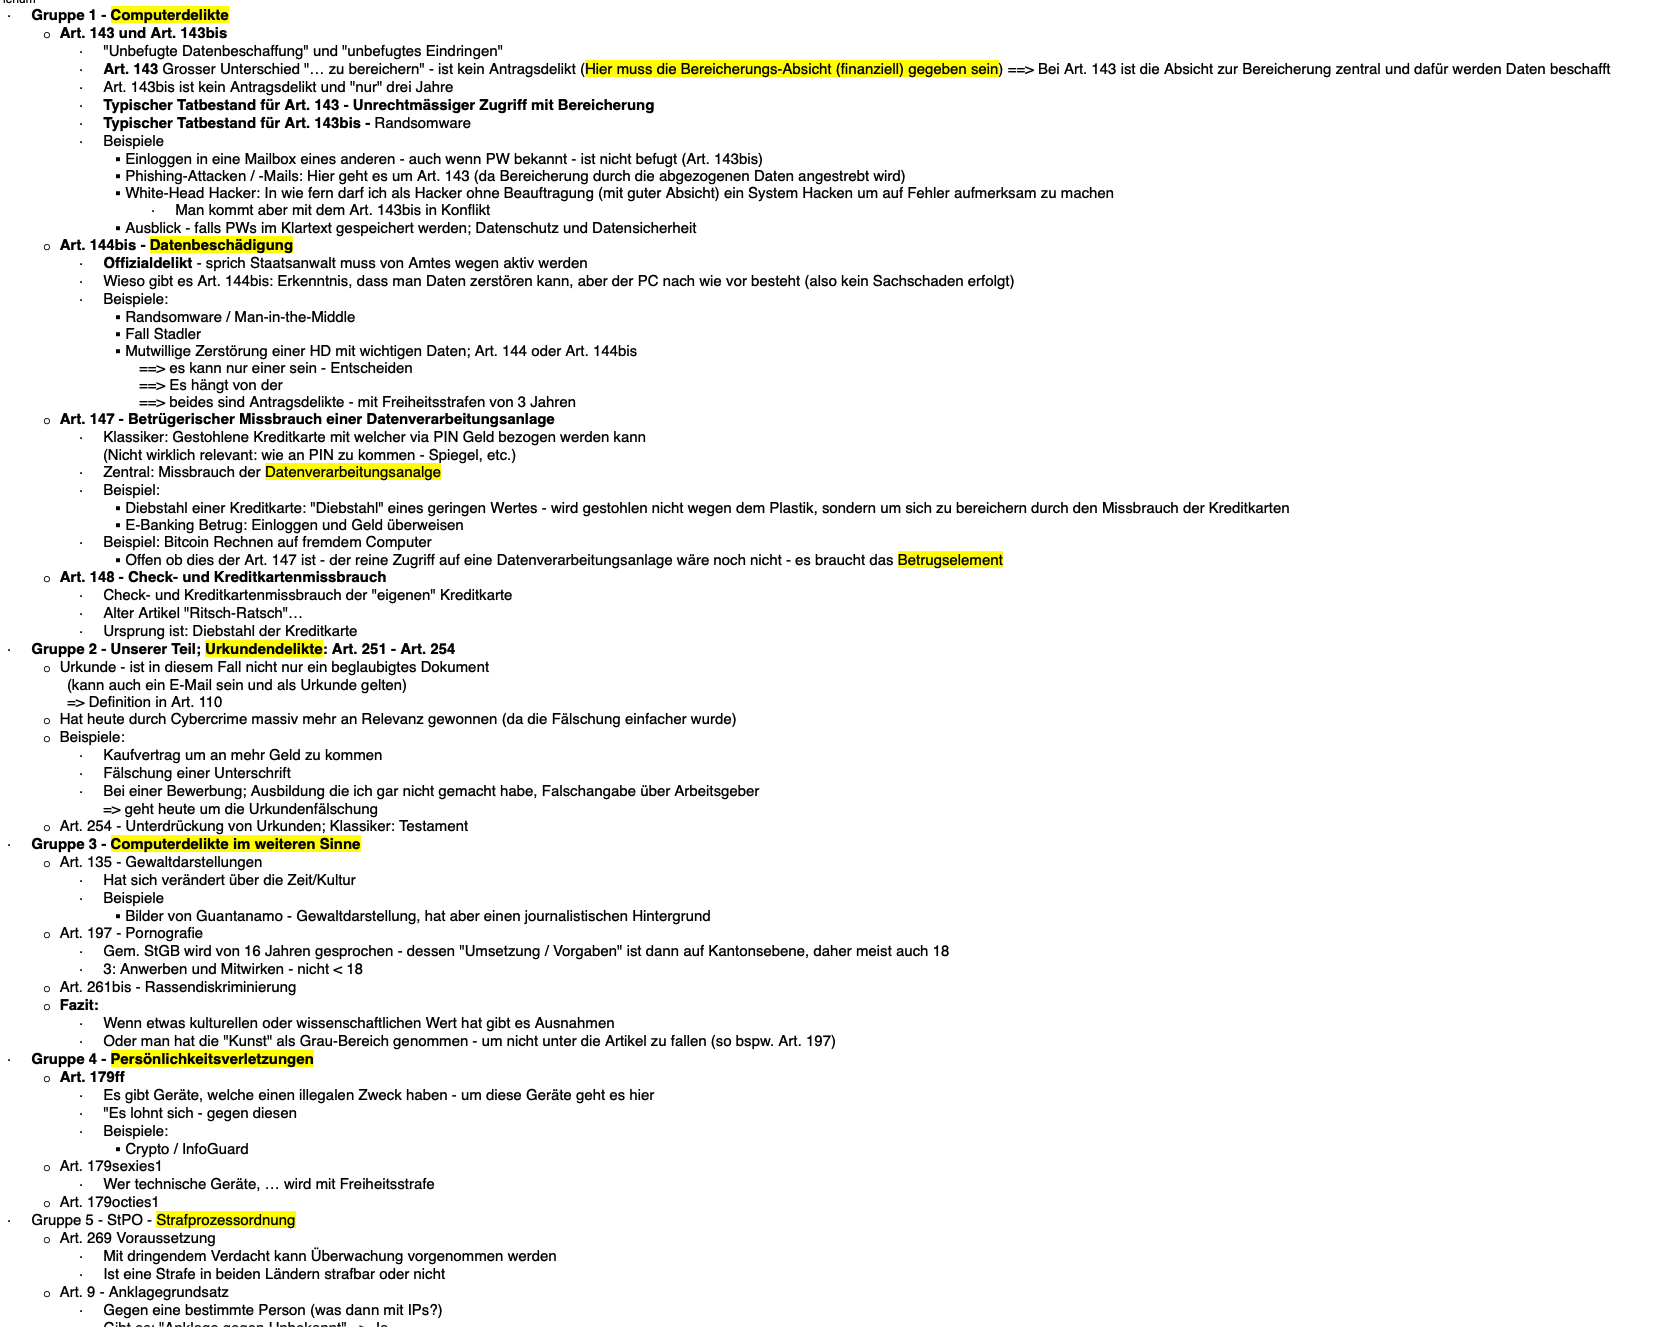 · Gruppe 1 - Computerdelikte
o Art. 143 und Art. 143bis
· "Unbefugte Datenbeschaffung" und "unbefugtes Eindringen"
· Art. 143 Grosser Unterschied "… zu bereichern" - ist kein Antragsdelikt (Hier muss die Bereicherungs-Absicht (finanziell) gegeben sein) ==> Bei Art. 143 ist die Absicht zur Bereicherung zentral und dafür werden Daten beschafft
· Art. 143bis ist kein Antragsdelikt und "nur" drei Jahre
· Typischer Tatbestand für Art. 143 - Unrechtmässiger Zugriff mit Bereicherung
· Typischer Tatbestand für Art. 143bis - Randsomware
· Beispiele
▪ Einloggen in eine Mailbox eines anderen - auch wenn PW bekannt - ist nicht befugt (Art. 143bis)
▪ Phishing-Attacken / -Mails: Hier geht es um Art. 143 (da Bereicherung durch die abgezogenen Daten angestrebt wird)
▪ White-Head Hacker: In wie fern darf ich als Hacker ohne Beauftragung (mit guter Absicht) ein System Hacken um auf Fehler aufmerksam zu machen
· Man kommt aber mit dem Art. 143bis in Konflikt
▪ Ausblick - falls PWs im Klartext gespeichert werden; Datenschutz und Datensicherheit
o Art. 144bis - Datenbeschädigung
· Offizialdelikt - sprich Staatsanwalt muss von Amtes wegen aktiv werden
· Wieso gibt es Art. 144bis: Erkenntnis, dass man Daten zerstören kann, aber der PC nach wie vor besteht (also kein Sachschaden erfolgt)
· Beispiele:
▪ Randsomware / Man-in-the-Middle
▪ Fall Stadler
▪ Mutwillige Zerstörung einer HD mit wichtigen Daten; Art. 144 oder Art. 144bis
==> es kann nur einer sein - Entscheiden
==> Es hängt von der
==> beides sind Antragsdelikte - mit Freiheitsstrafen von 3 Jahren
o Art. 147 - Betrügerischer Missbrauch einer Datenverarbeitungsanlage
· Klassiker: Gestohlene Kreditkarte mit welcher via PIN Geld bezogen werden kann
(Nicht wirklich relevant: wie an PIN zu kommen - Spiegel, etc.)
· Zentral: Missbrauch der Datenverarbeitungsanalge
· Beispiel:
▪ Diebstahl einer Kreditkarte: "Diebstahl" eines geringen Wertes - wird gestohlen nicht wegen dem Plastik, sondern um sich zu bereichern durch den Missbrauch der Kreditkarten
▪ E-Banking Betrug: Einloggen und Geld überweisen
· Beispiel: Bitcoin Rechnen auf fremdem Computer
▪ Offen ob dies der Art. 147 ist - der reine Zugriff auf eine Datenverarbeitungsanlage wäre noch nicht - es braucht das Betrugselement
o Art. 148 - Check- und Kreditkartenmissbrauch
· Check- und Kreditkartenmissbrauch der "eigenen" Kreditkarte
· Alter Artikel "Ritsch-Ratsch"…
· Ursprung ist: Diebstahl der Kreditkarte
· Gruppe 2 - Unserer Teil; Urkundendelikte: Art. 251 - Art. 254
o Urkunde - ist in diesem Fall nicht nur ein beglaubigtes Dokument
(kann auch ein E-Mail sein und als Urkunde gelten)
=> Definition in Art. 110
o Hat heute durch Cybercrime massiv mehr an Relevanz gewonnen (da die Fälschung einfacher wurde)
o Beispiele:
· Kaufvertrag um an mehr Geld zu kommen
· Fälschung einer Unterschrift
· Bei einer Bewerbung; Ausbildung die ich gar nicht gemacht habe, Falschangabe über Arbeitsgeber
=> geht heute um die Urkundenfälschung
o Art. 254 - Unterdrückung von Urkunden; Klassiker: Testament
· Gruppe 3 - Computerdelikte im weiteren Sinne
o Art. 135 - Gewaltdarstellungen
· Hat sich verändert über die Zeit/Kultur
· Beispiele
▪ Bilder von Guantanamo - Gewaltdarstellung, hat aber einen journalistischen Hintergrund
o Art. 197 - Pornografie
· Gem. StGB wird von 16 Jahren gesprochen - dessen "Umsetzung / Vorgaben" ist dann auf Kantonsebene, daher meist auch 18
· 3: Anwerben und Mitwirken - nicht < 18
o Art. 261bis - Rassendiskriminierung
o Fazit:
· Wenn etwas kulturellen oder wissenschaftlichen Wert hat gibt es Ausnahmen
· Oder man hat die "Kunst" als Grau-Bereich genommen - um nicht unter die Artikel zu fallen (so bspw. Art. 197)
· Gruppe 4 - Persönlichkeitsverletzungen
o Art. 179ff
· Es gibt Geräte, welche einen illegalen Zweck haben - um diese Geräte geht es hier
· "Es lohnt sich - gegen diesen
· Beispiele:
▪ Crypto / InfoGuard
o Art. 179sexies1
· Wer technische Geräte, … wird mit Freiheitsstrafe
o Art. 179octies1
· Gruppe 5 - StPO - Strafprozessordnung
o Art. 269 Voraussetzung
· Mit dringendem Verdacht kann Überwachung vorgenommen werden
· Ist eine Strafe in beiden Ländern strafbar oder nicht
o Art. 9 - Anklagegrundsatz
· Gegen eine bestimmte Person (was dann mit IPs?)
Gibt es: "Anklage gegen Unbekannt" => Ja